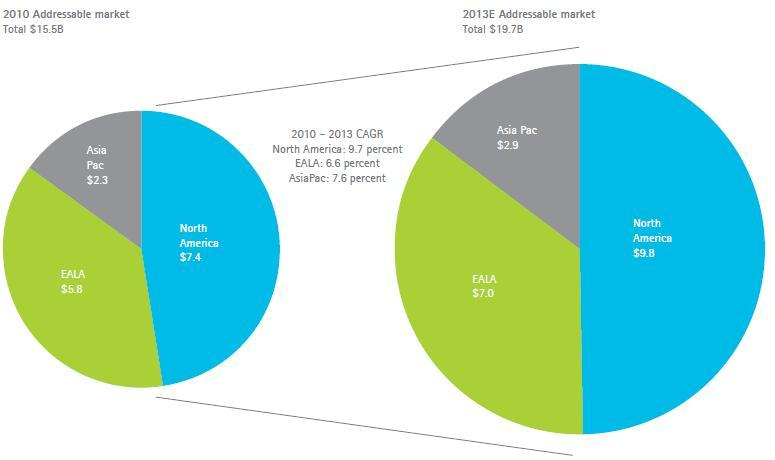 2010 Addressable market
Total $15.5B
2013E Addressable market
Total $19.7B
2010 – 2013 CAGR
North America: 9.7 percent
EALA: 6.6 percent
AsiaPac: 7.6 percent
Asia
Pac
$2.3
North
America
$7.4
EALA
$5.8
Asia Pac
$2.9
North
America
$9.8
EALA
$7.0